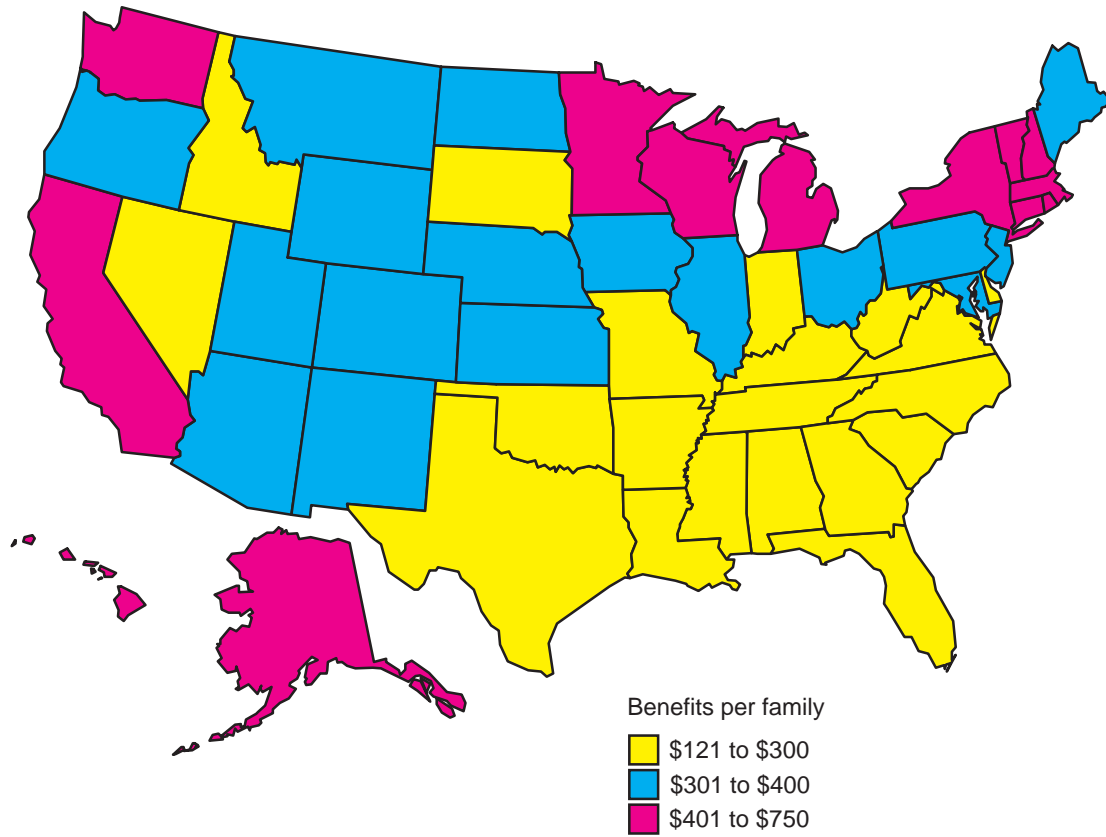 Benefits per family
$121 to $300
$301 to $400
$401 to $750